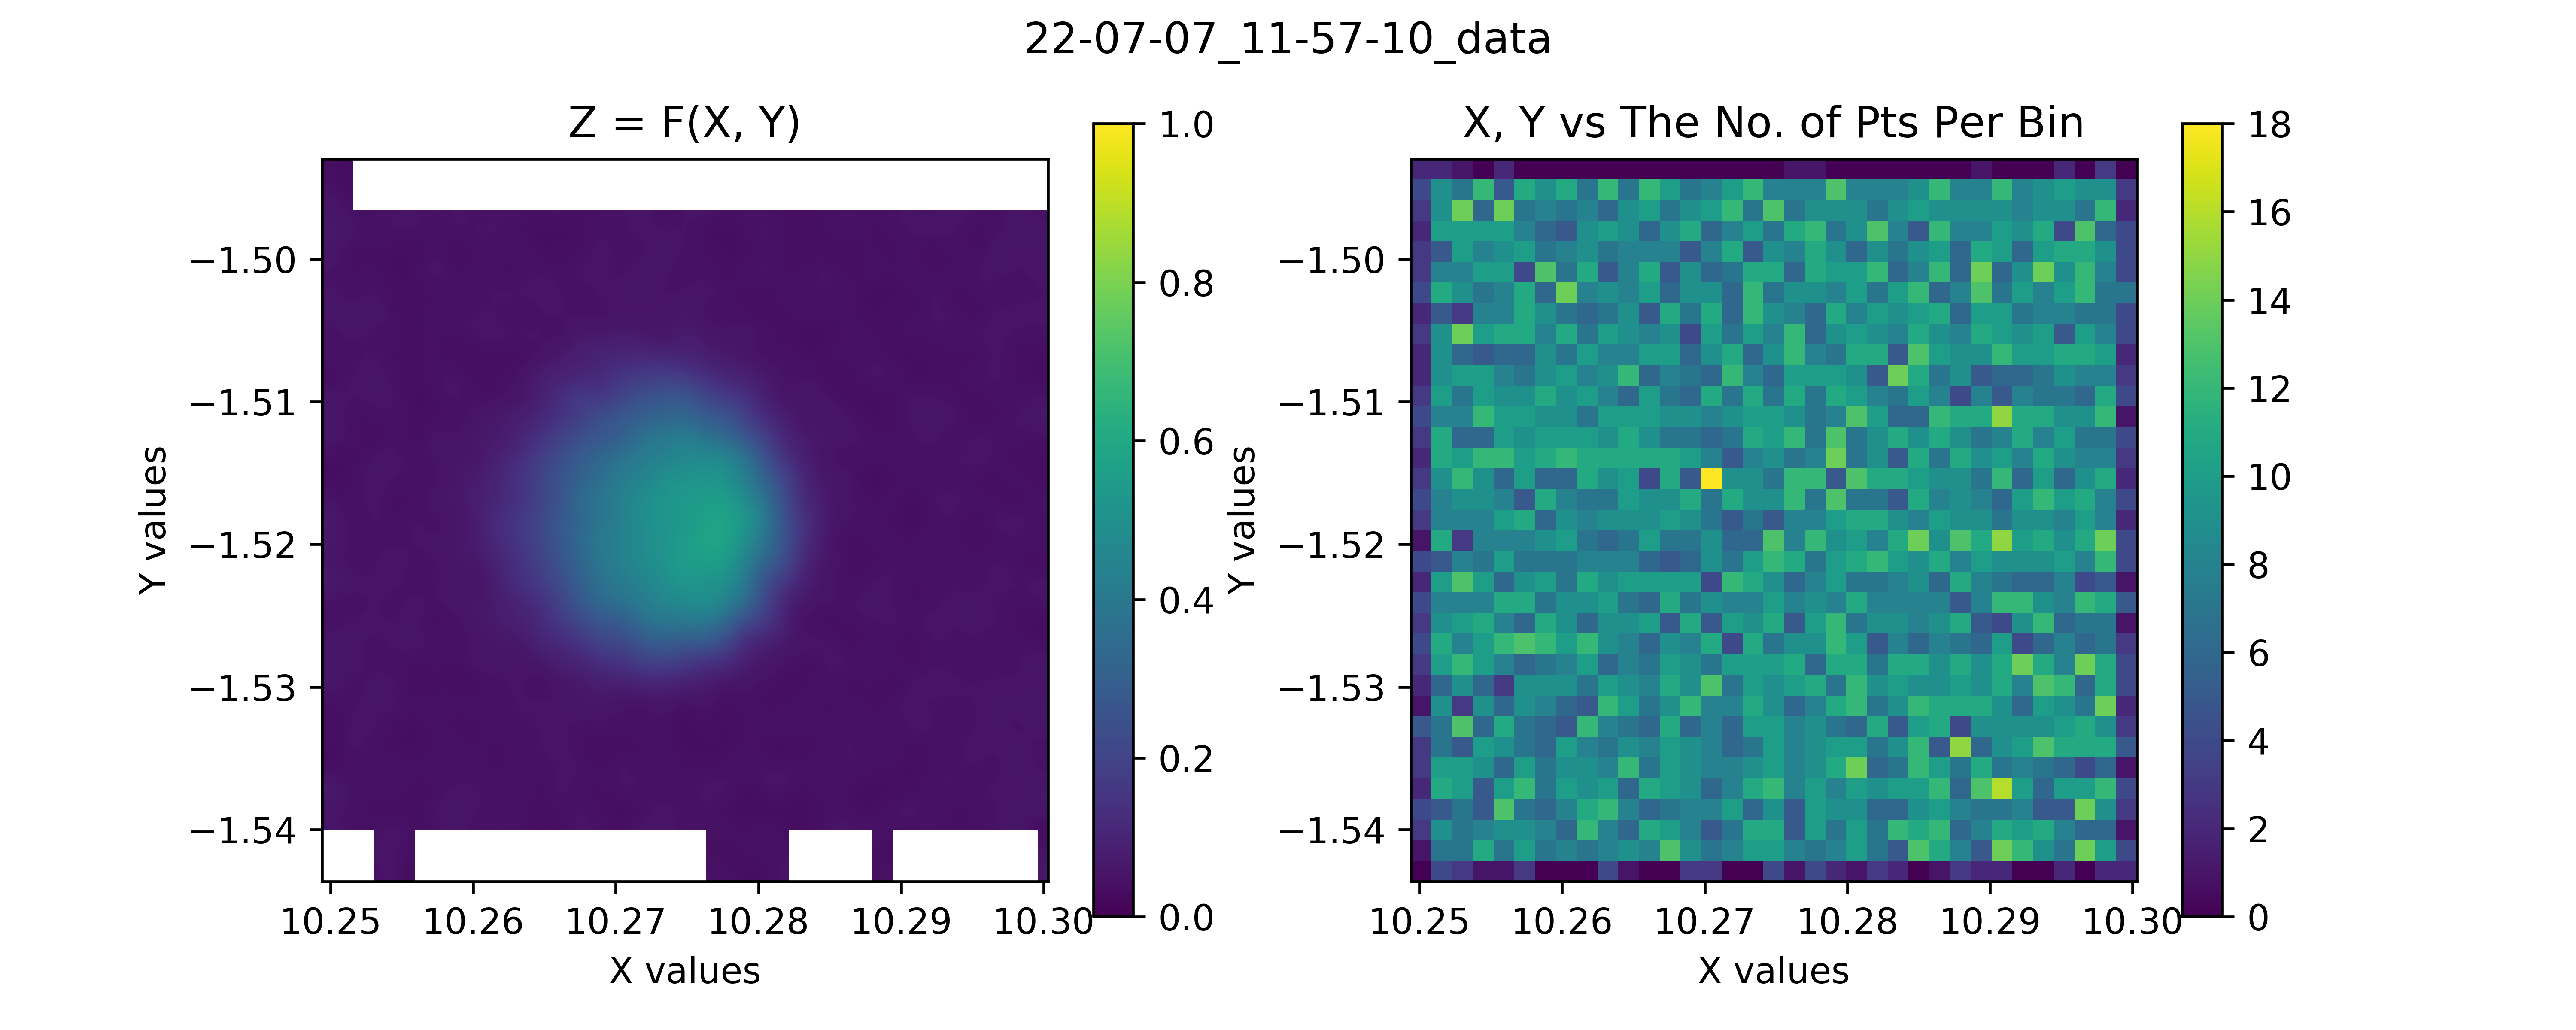 22-07-07_11-57-10_data
Z = F(X, Y)
Y values
−1.50
−1.51
−1.52
−1.53
−1.54
10.25 10.26 10.27 10.28 10.29 10.30
X values
1.0
0.8
0.6
0.4
0.2
0.0
X, Y vs The No. of Pts Per Bin
Y values
−1.50
−1.51
−1.52
−1.53
−1.54
10.25 10.26 10.27 10.28 10.29 10.30
X values
18
16
14
12
10
8
6
4
2
0